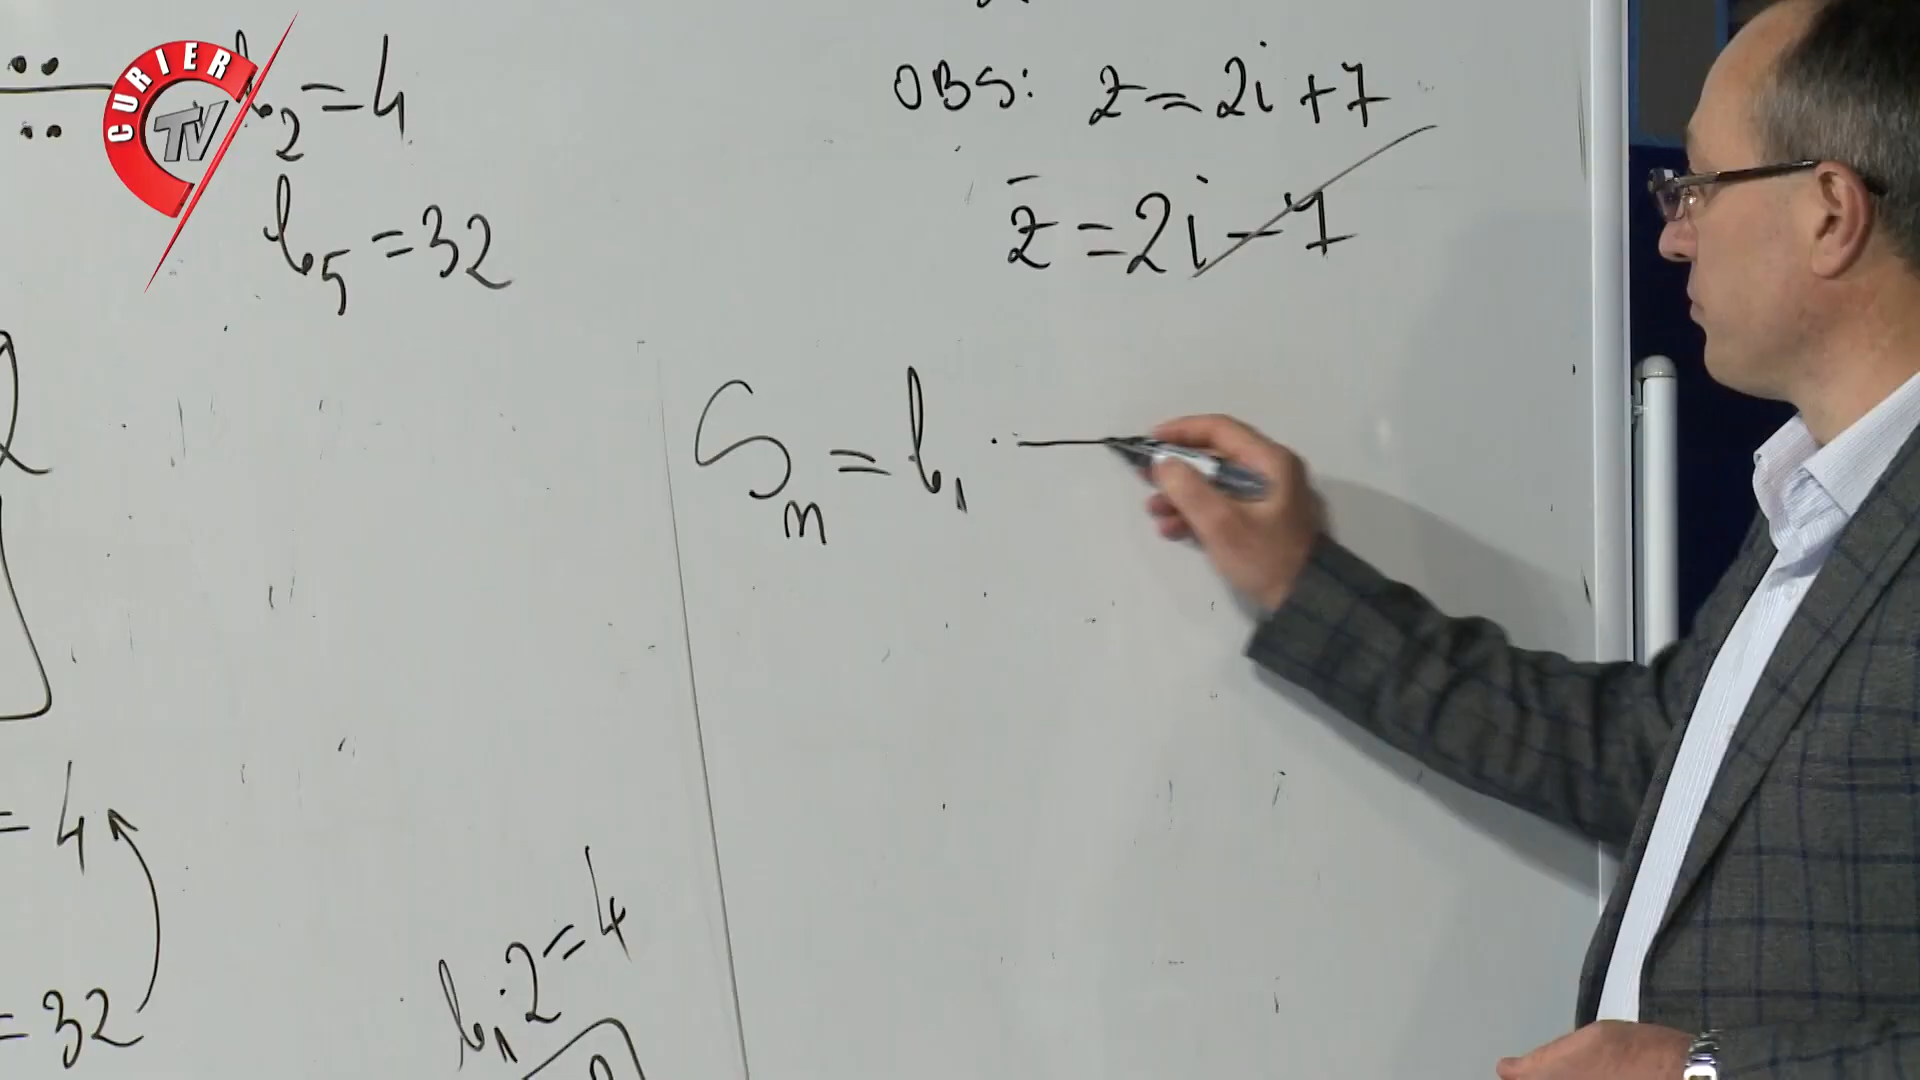 CURIER
TV
b₂ = 4
b₅ = 32
OBS: z = 2i + 7
z̄ = 2i - 7
Sₙ = b₁ ·
= 4
= 32
b₁ · 2 = 4